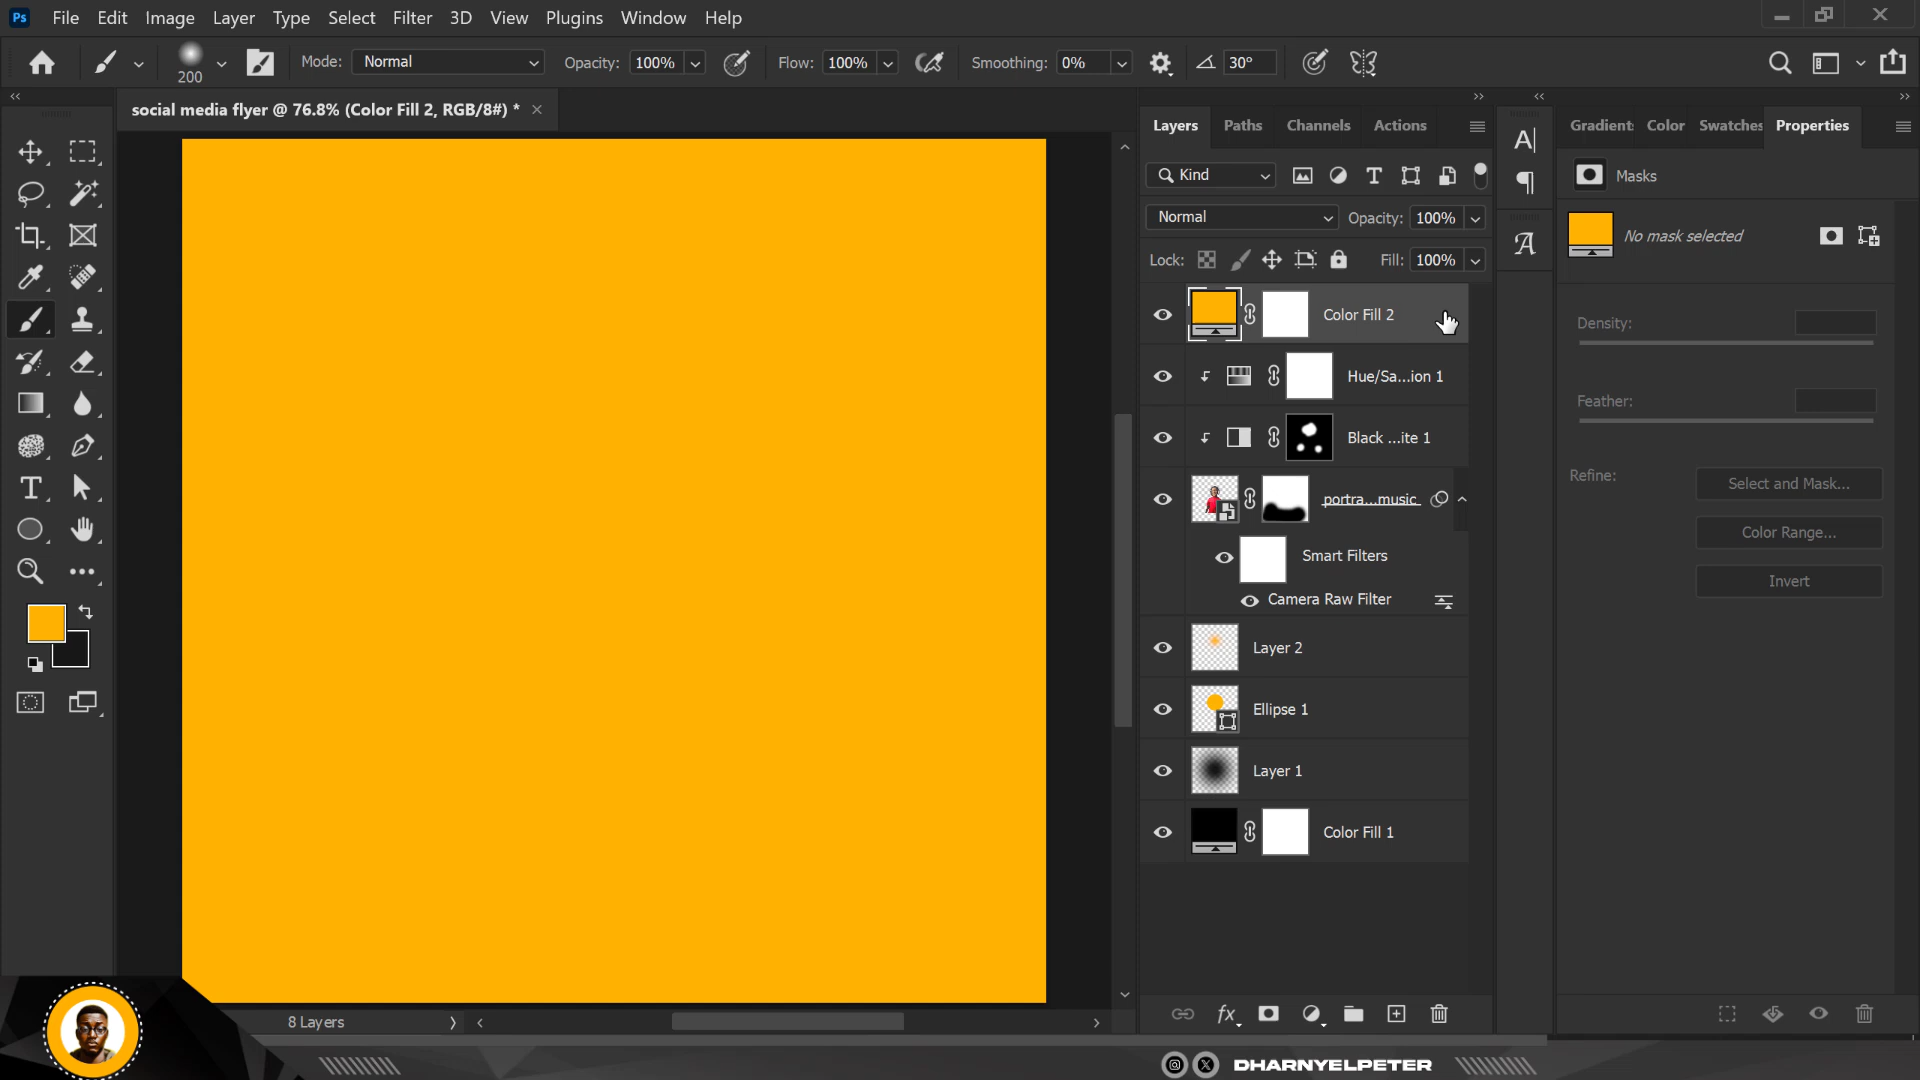 Ps File Edit Image Layer Type Select Filter 3D View Plugins Window Help
200 Mode: Normal Opacity: 100% Flow: 100% Smoothing: 0% 30°
social media flyer @ 76.8% (Color Fill 2, RGB/8#) *
Layers Paths Channels Actions
Gradient Color Swatches Properties
Kind
Masks
Normal Opacity: 100%
No mask selected
Lock: Fill: 100%
Color Fill 2
Density:
Hue/Sa...ion 1
Feather:
Black ...ite 1
Refine: Select and Mask...
portra...music
Color Range...
Smart Filters
Invert
Camera Raw Filter
Layer 2
Ellipse 1
Layer 1
Color Fill 1
fx
8 Layers
DHARNYELPETER